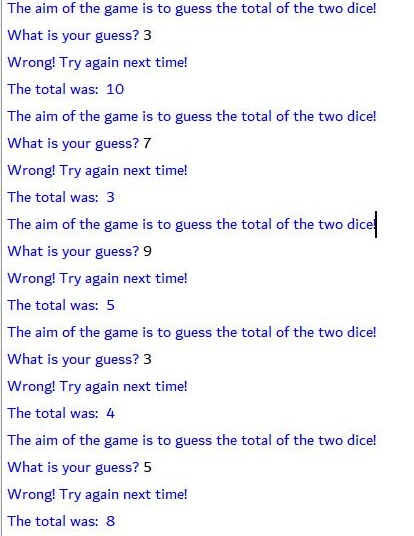 The aim of the game is to guess the total of the two dice!
What is your guess? 3
Wrong! Try again next time!
The total was:  10
The aim of the game is to guess the total of the two dice!
What is your guess? 7
Wrong! Try again next time!
The total was:  3
The aim of the game is to guess the total of the two dice!
What is your guess? 9
Wrong! Try again next time!
The total was:  5
The aim of the game is to guess the total of the two dice!
What is your guess? 3
Wrong! Try again next time!
The total was:  4
The aim of the game is to guess the total of the two dice!
What is your guess? 5
Wrong! Try again next time!
The total was:  8